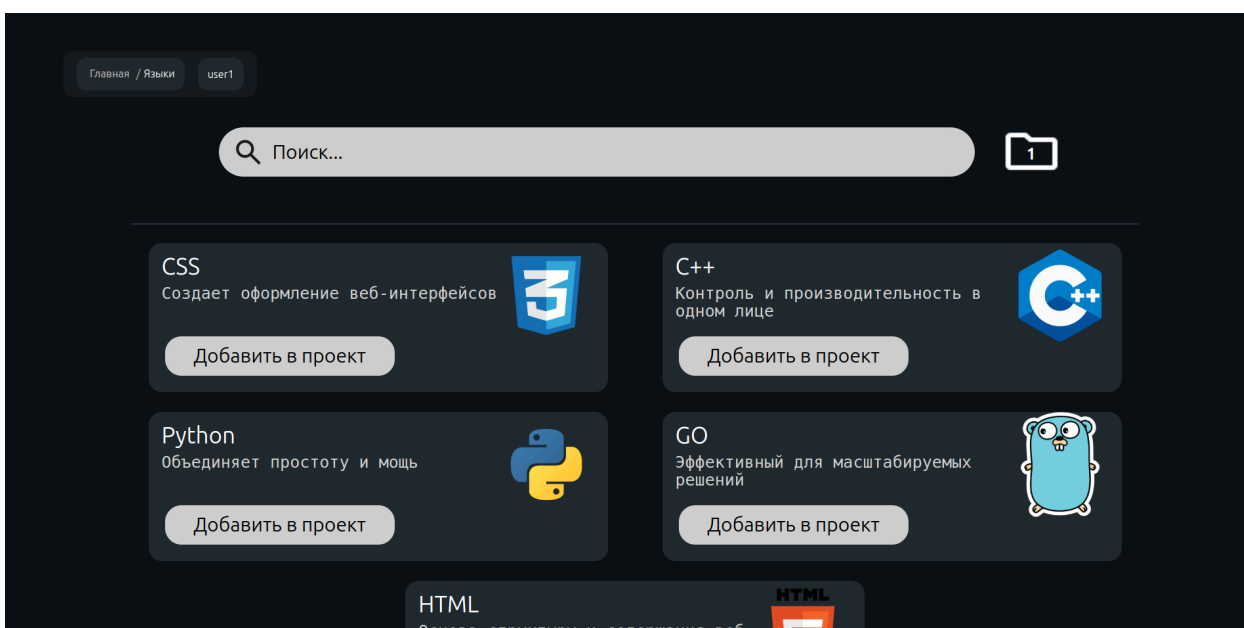 Главная / Языки user1
Поиск...
1
CSS
Создает оформление веб-интерфейсов
Добавить в проект
C++
Контроль и производительность в
одном лице
Добавить в проект
Python
Объединяет простоту и мощь
Добавить в проект
GO
Эффективный для масштабируемых
решений
Добавить в проект
HTML
HTML